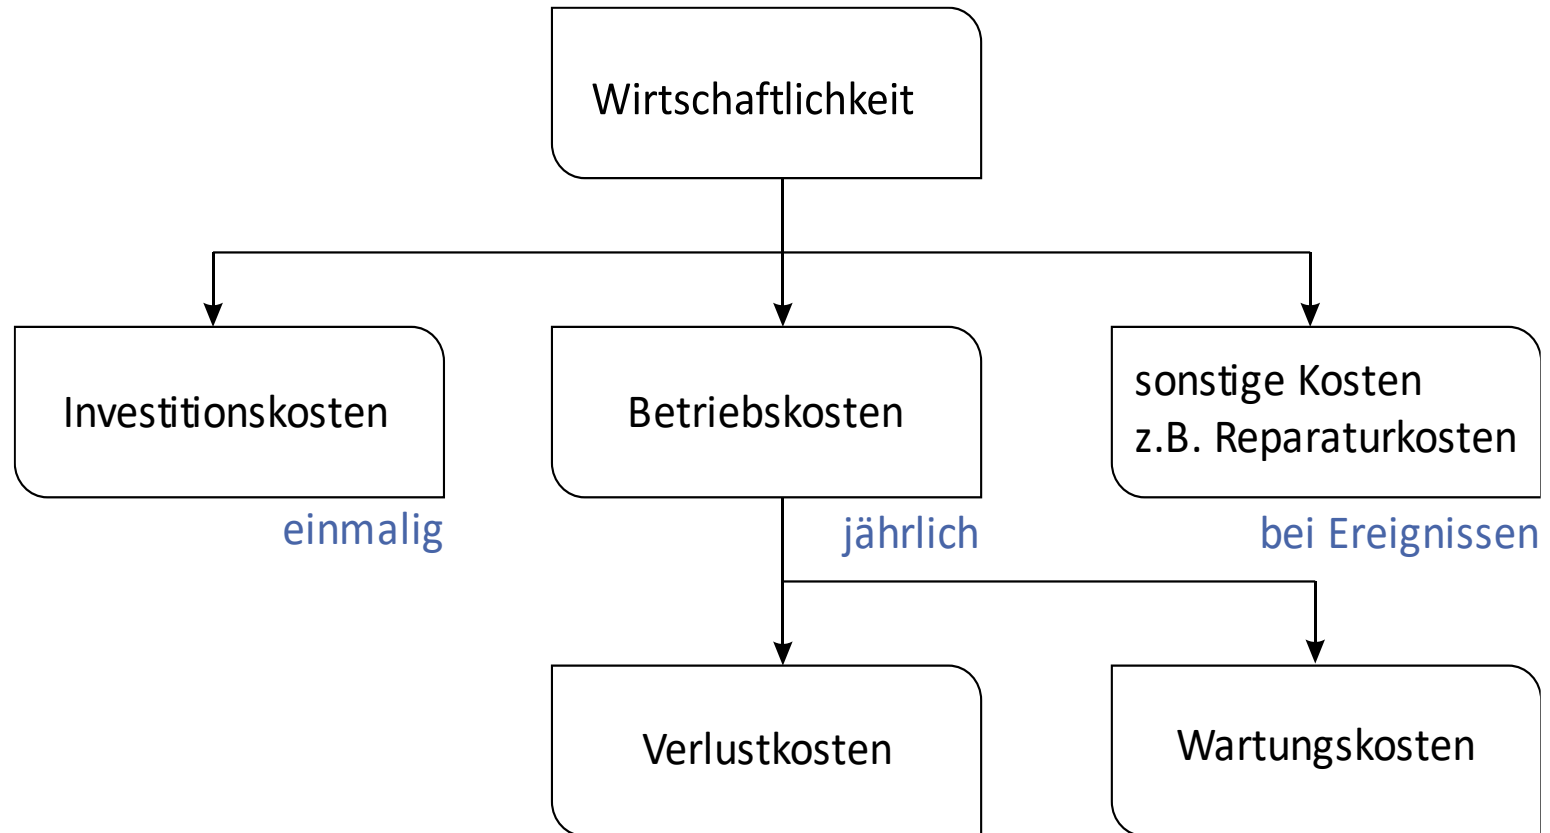 Wirtschaftlichkeit
Investitionskosten
einmalig
Betriebskosten
jährlich
sonstige Kosten
z.B. Reparaturkosten
bei Ereignissen
Verlustkosten
Wartungskosten